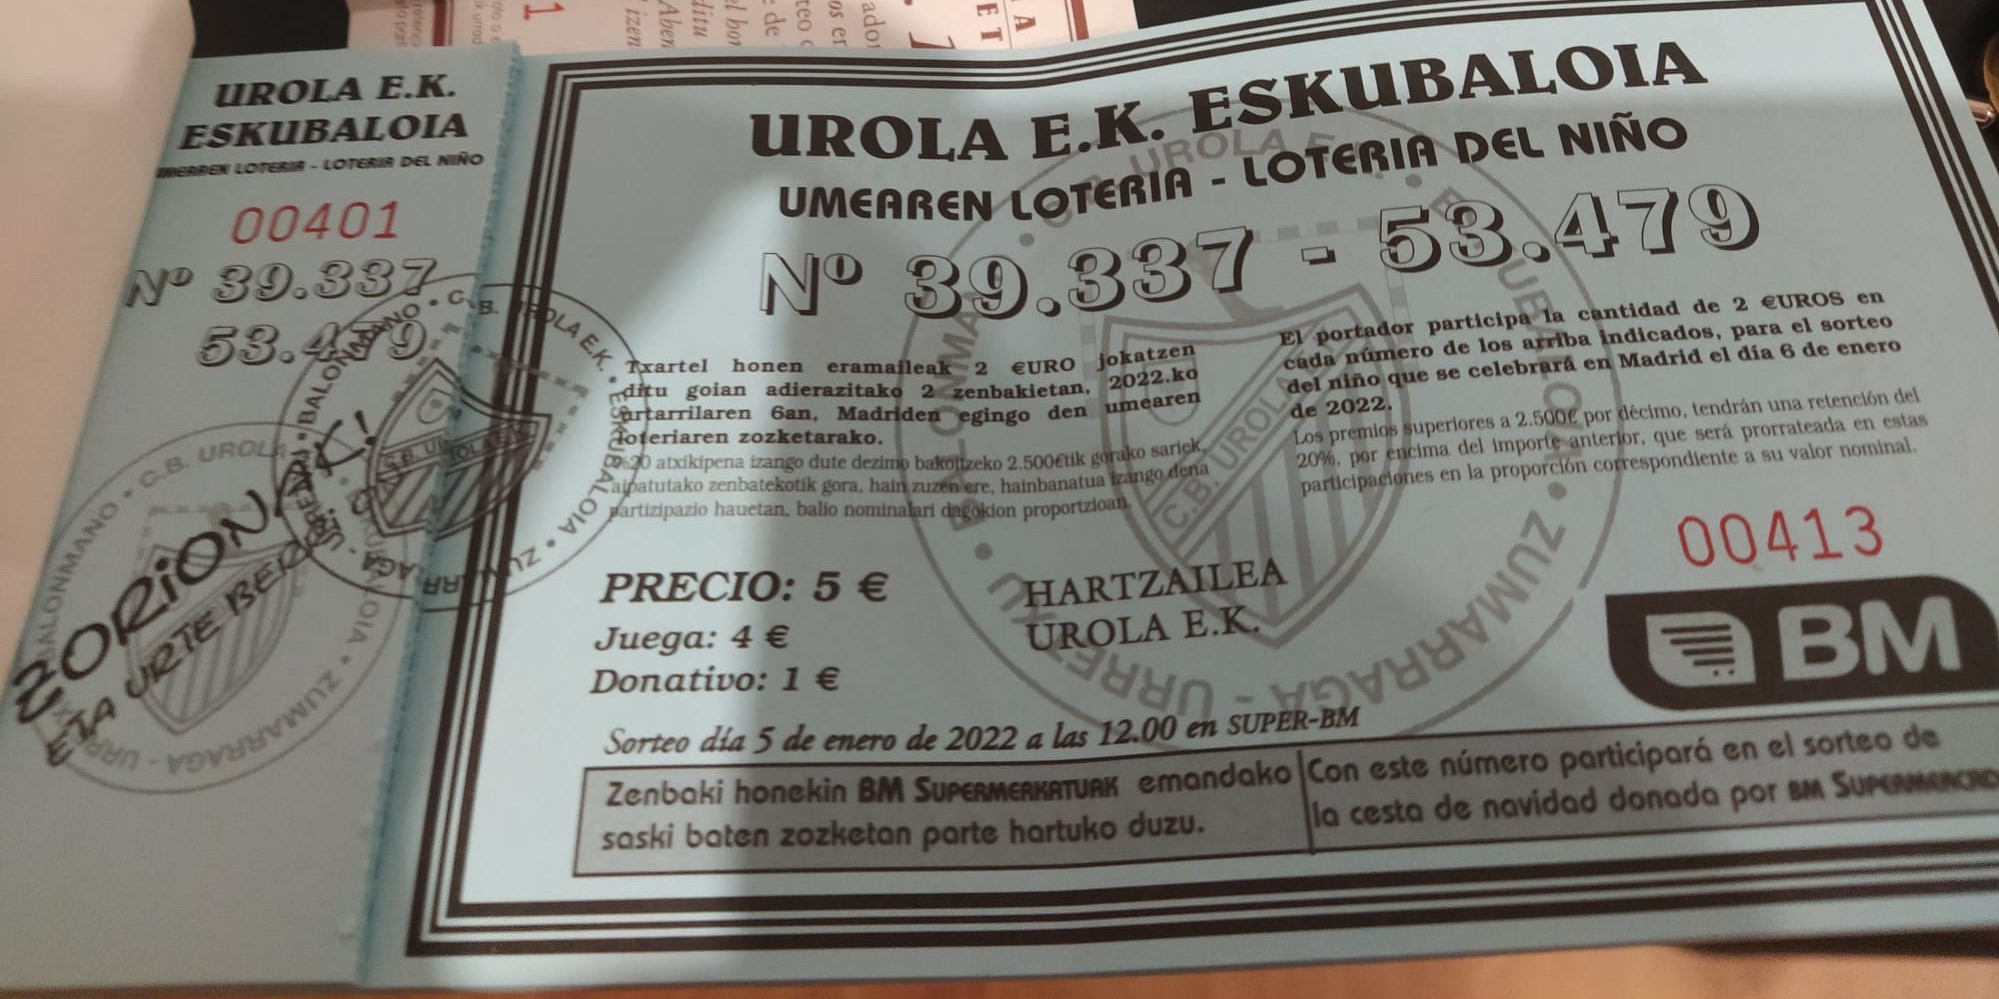 UROLA E.K.
ESKUBALOIA
UMEAREN LOTERIA - LOTERIA DEL NIÑO
00401
Nº 39.337
53.479
ZORIONAK!
ETA URTE BERRI
BALONMANO • C.B. UROLA E.K. • ESKUBALOIA • ZUMARRAGA - URRETXU
C.B. UROLA E.K.
UROLA E.K. ESKUBALOIA
UMEAREN LOTERIA - LOTERIA DEL NIÑO
Nº 39.337 - 53.479
Txartel honen eramaileak 2 €URO jokatzen
ditu goian adierazitako 2 zenbakietan, 2022.ko
urtarrilaren 6an, Madriden egingo den umearen
loteriaren zozketarako.
%20 atxikipena izango dute dezimo bakoitzeko 2.500€tik gorako sariek,
aipatutako zenbatekotik gora, hain zuzen ere, hainbanatua izango dena
partizipazio hauetan, balio nominalari dagokion proportzioan.
El portador participa la cantidad de 2 €UROS en
cada número de los arriba indicados, para el sorteo
del niño que se celebrará en Madrid el día 6 de enero
de 2022.
Los premios superiores a 2.500€ por décimo, tendrán una retención del
20%, por encima del importe anterior, que será prorrateada en estas
participaciones en la proporción correspondiente a su valor nominal.
00413
PRECIO: 5 €
Juega: 4 €
Donativo: 1 €
HARTZAILEA
UROLA E.K.
BM
Sorteo día 5 de enero de 2022 a las 12.00 en SUPER-BM
Zenbaki honekin BM SUPERMERKATUAK emandako
saski baten zozketan parte hartuko duzu.
Con este número participará en el sorteo de
la cesta de navidad donada por BM